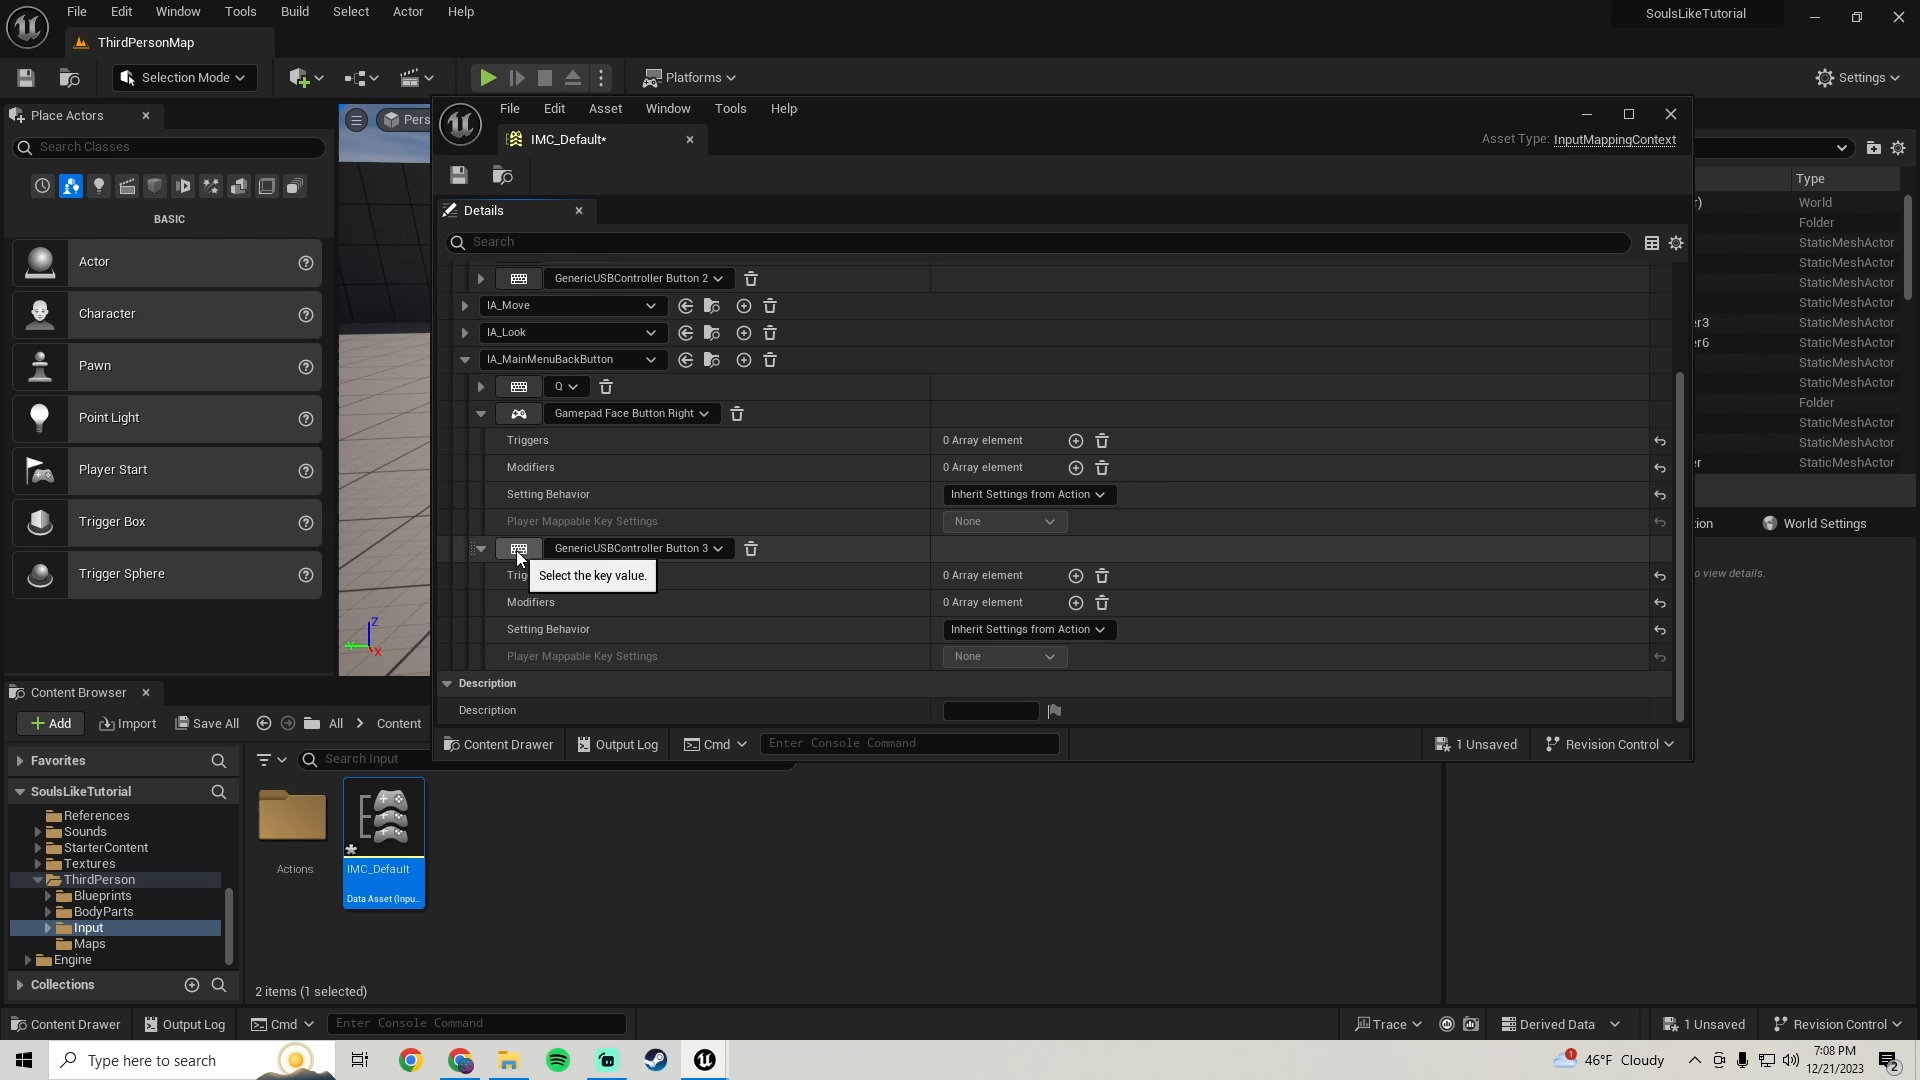 File Edit Window Tools Build Select Actor Help
SoulsLikeTutorial
ThirdPersonMap
Selection Mode
Platforms
Settings
Place Actors
Search Classes
BASIC
Actor
Character
Pawn
Point Light
Player Start
Trigger Box
Trigger Sphere
Pers
File Edit Asset Window Tools Help
IMC_Default*
Asset Type: InputMappingContext
Details
Search
GenericUSBController Button 2
IA_Move
IA_Look
IA_MainMenuBackButton
Q
Gamepad Face Button Right
Triggers 0 Array element
Modifiers 0 Array element
Setting Behavior Inherit Settings from Action
Player Mappable Key Settings None
GenericUSBController Button 3
Trig 0 Array element
Select the key value.
Modifiers 0 Array element
Setting Behavior Inherit Settings from Action
Player Mappable Key Settings None
Description
Description
Content Drawer Output Log Cmd Enter Console Command 1 Unsaved Revision Control
Type
r) World
Folder
StaticMeshActor
StaticMeshActor
StaticMeshActor
StaticMeshActor
er3 StaticMeshActor
er6 StaticMeshActor
StaticMeshActor
StaticMeshActor
Folder
StaticMeshActor
StaticMeshActor
er StaticMeshActor
ion World Settings
o view details.
Z
X
Content Browser
Add Import Save All All Content
Favorites
Search Input
SoulsLikeTutorial
References
Sounds
StarterContent
Textures
ThirdPerson
Blueprints
BodyParts
Input
Maps
Engine
Collections
Actions
IMC_Default
Data Asset (Inpu...
2 items (1 selected)
Content Drawer Output Log Cmd Enter Console Command Trace Derived Data 1 Unsaved Revision Control
Type here to search
1
46°F Cloudy
7:08 PM
12/21/2023
2